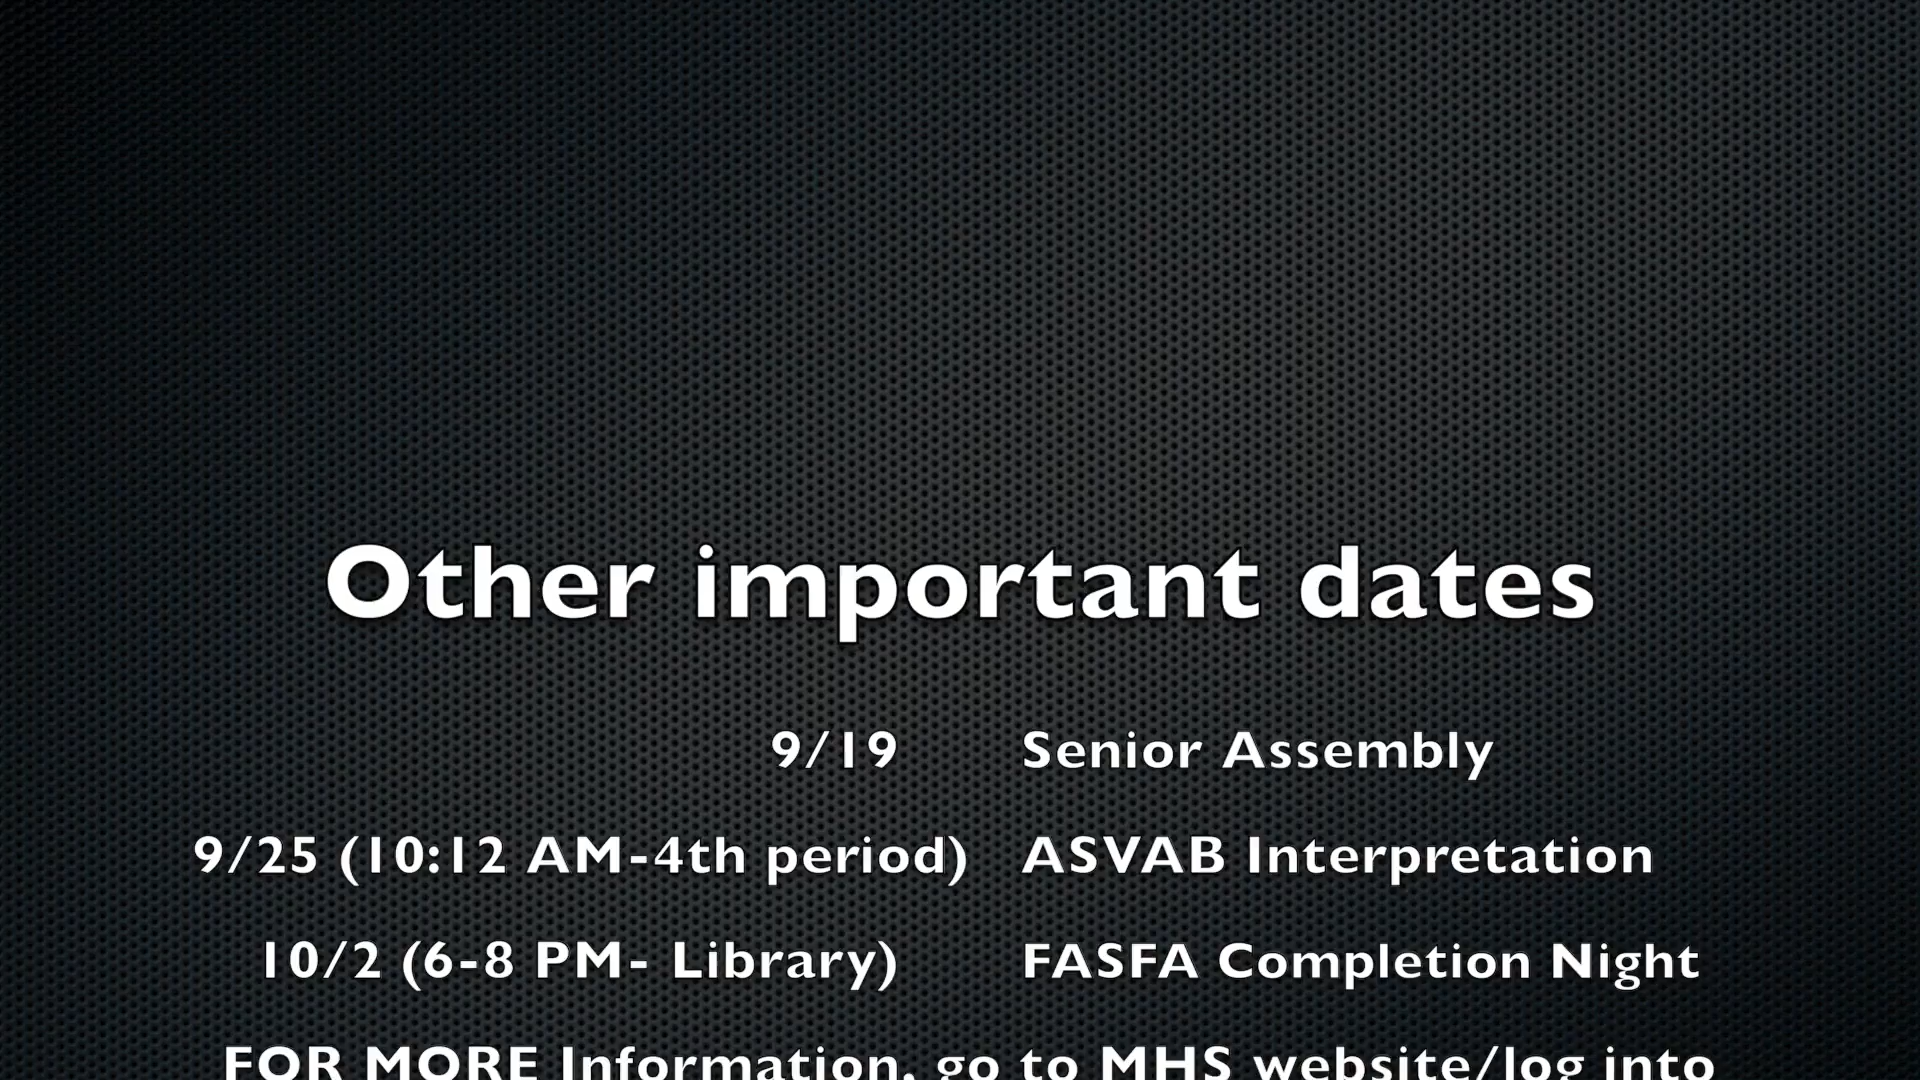 Other important dates
9/19 Senior Assembly
9/25 (10:12 AM-4th period) ASVAB Interpretation
10/2 (6-8 PM- Library) FASFA Completion Night
FOR MORE Information, go to MHS website/log into